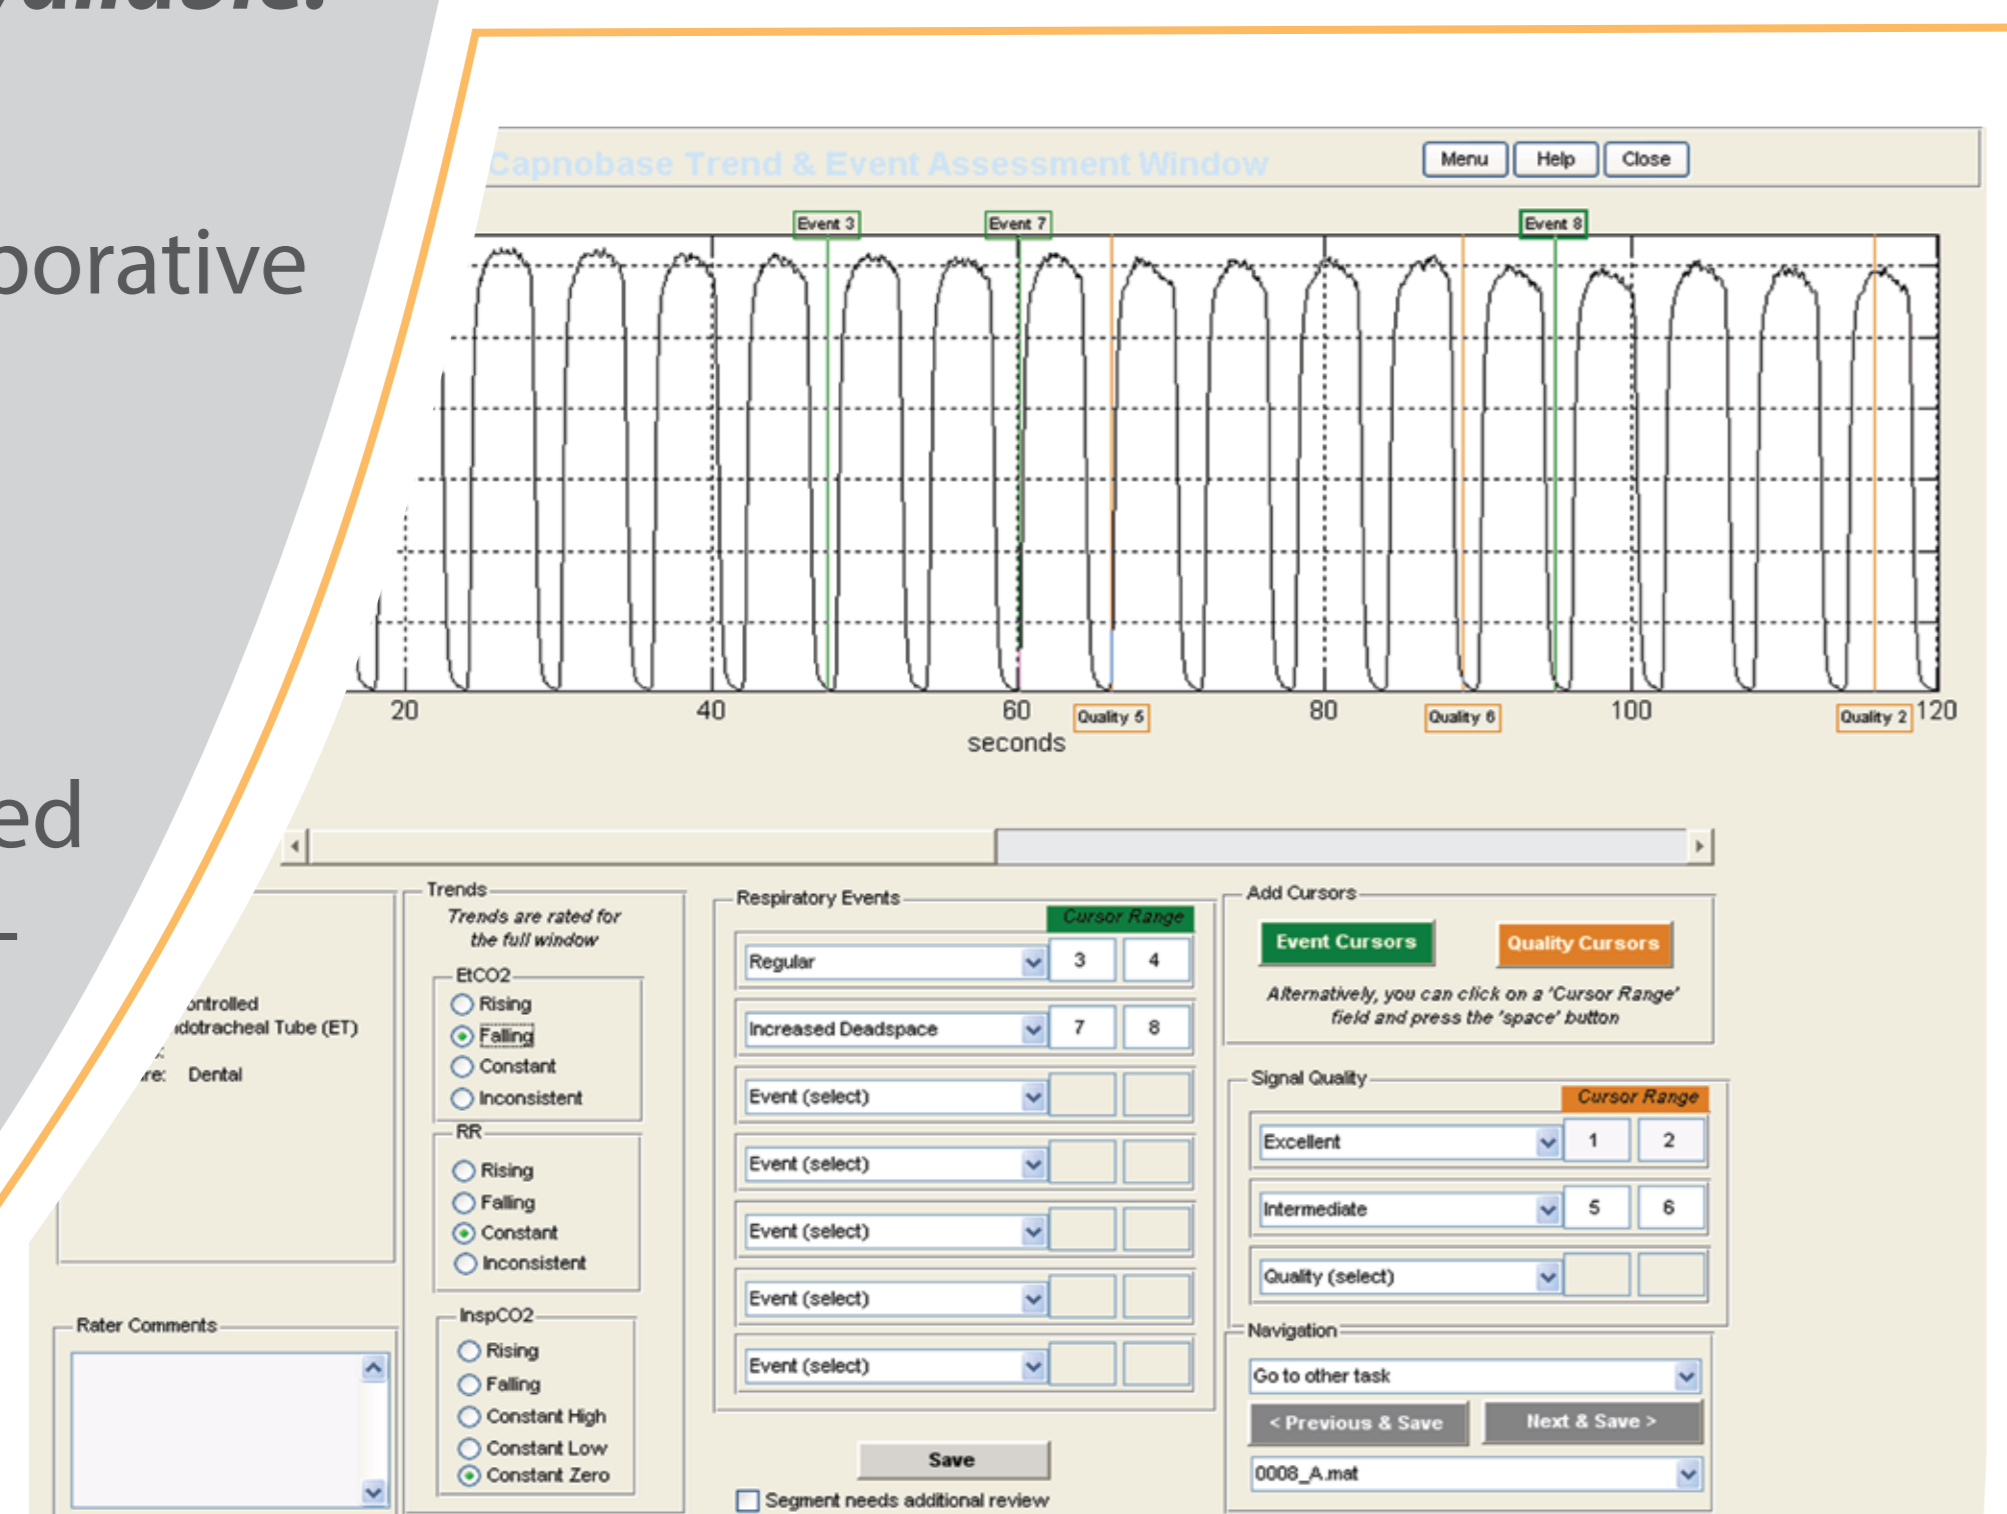 Capnobase Trend & Event Assessment Window
Menu Help Close
porative
Event 3 Event 7 Event 8
20 40 60 80 100 120
Quality 5 Quality 6 Quality 2
seconds
ed
-
Trends
Trends are rated for
the full window
EtCO2
Rising
Falling
Constant
Inconsistent
RR
Rising
Falling
Constant
Inconsistent
InspCO2
Rising
Falling
Constant High
Constant Low
Constant Zero
ontrolled
dotracheal Tube (ET)
re: Dental
Rater Comments
Respiratory Events
Cursor Range
Regular 3 4
Increased Deadspace 7 8
Event (select)
Event (select)
Event (select)
Event (select)
Event (select)
Save
Segment needs additional review
Add Cursors
Event Cursors Quality Cursors
Alternatively, you can click on a 'Cursor Range'
field and press the 'space' button
Signal Quality
Cursor Range
Excellent 1 2
Intermediate 5 6
Quality (select)
Navigation
Go to other task
< Previous & Save Next & Save >
0008_A.mat